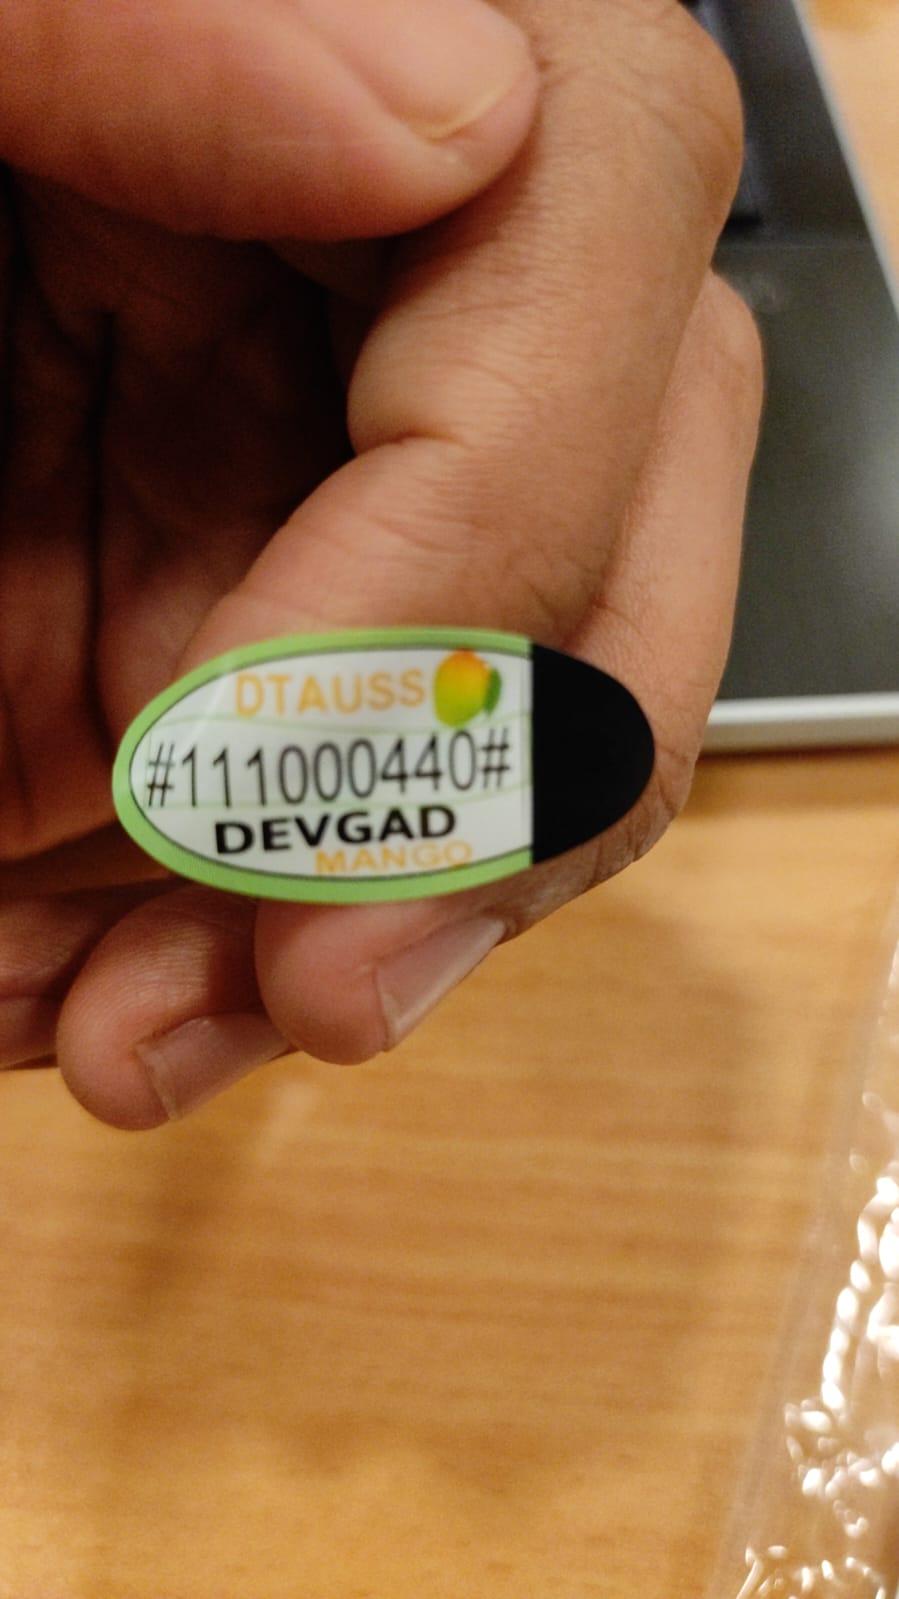 DTAUSS
#111000440#
DEVGAD
MANGO